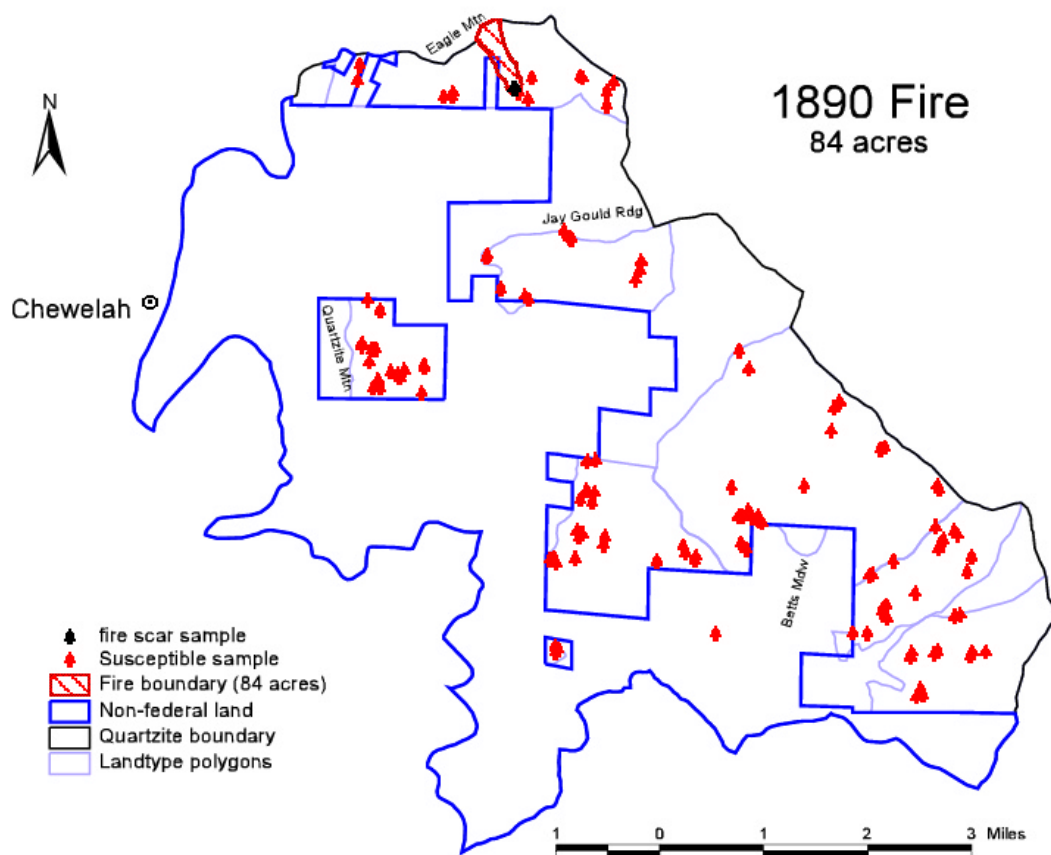 Eagle Mtn
1890 Fire
84 acres
N
Jay Gould Rdg
Chewelah
Quartzite Mtn
Betts Mdw
fire scar sample
Susceptible sample
Fire boundary (84 acres)
Non-federal land
Quartzite boundary
Landtype polygons
1 0 1 2 3 Miles